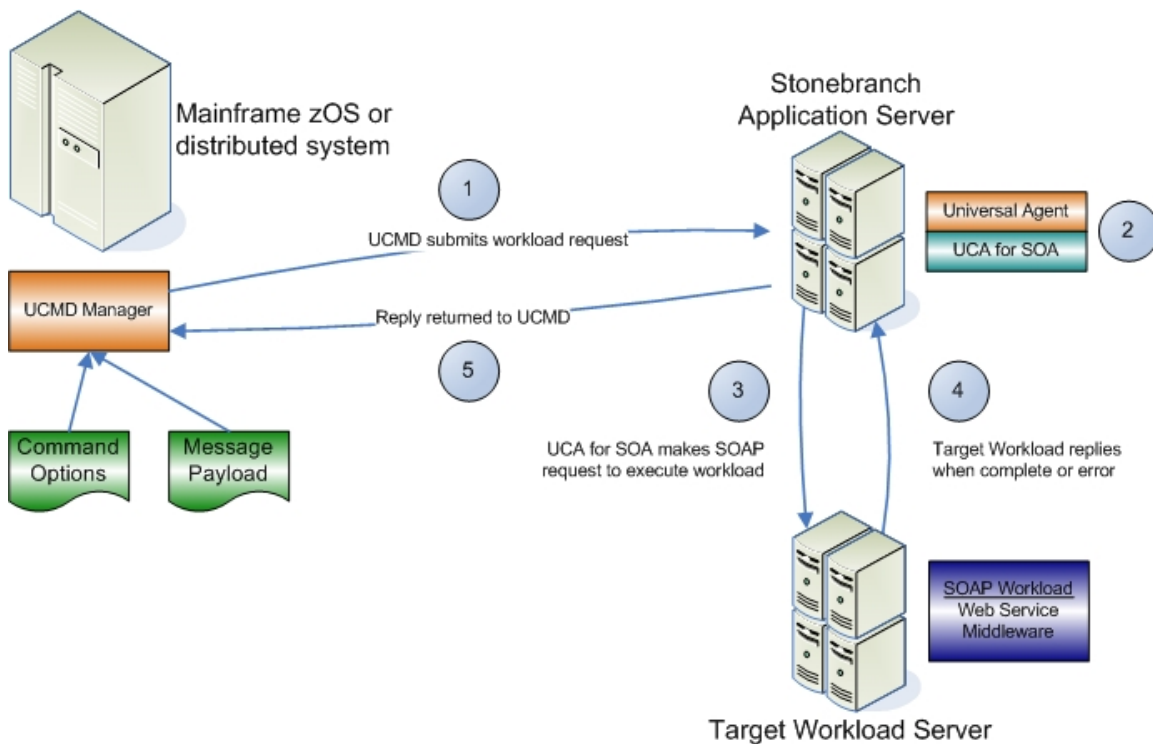 Mainframe zOS or
distributed system
Stonebranch
Application Server
1
UCMD submits workload request
Universal Agent
UCA for SOA
2
UCMD Manager
Reply returned to UCMD
5
3
4
Command
Options
Message
Payload
UCA for SOA makes SOAP
request to execute workload
Target Workload replies
when complete or error
SOAP Workload
Web Service
Middleware
Target Workload Server